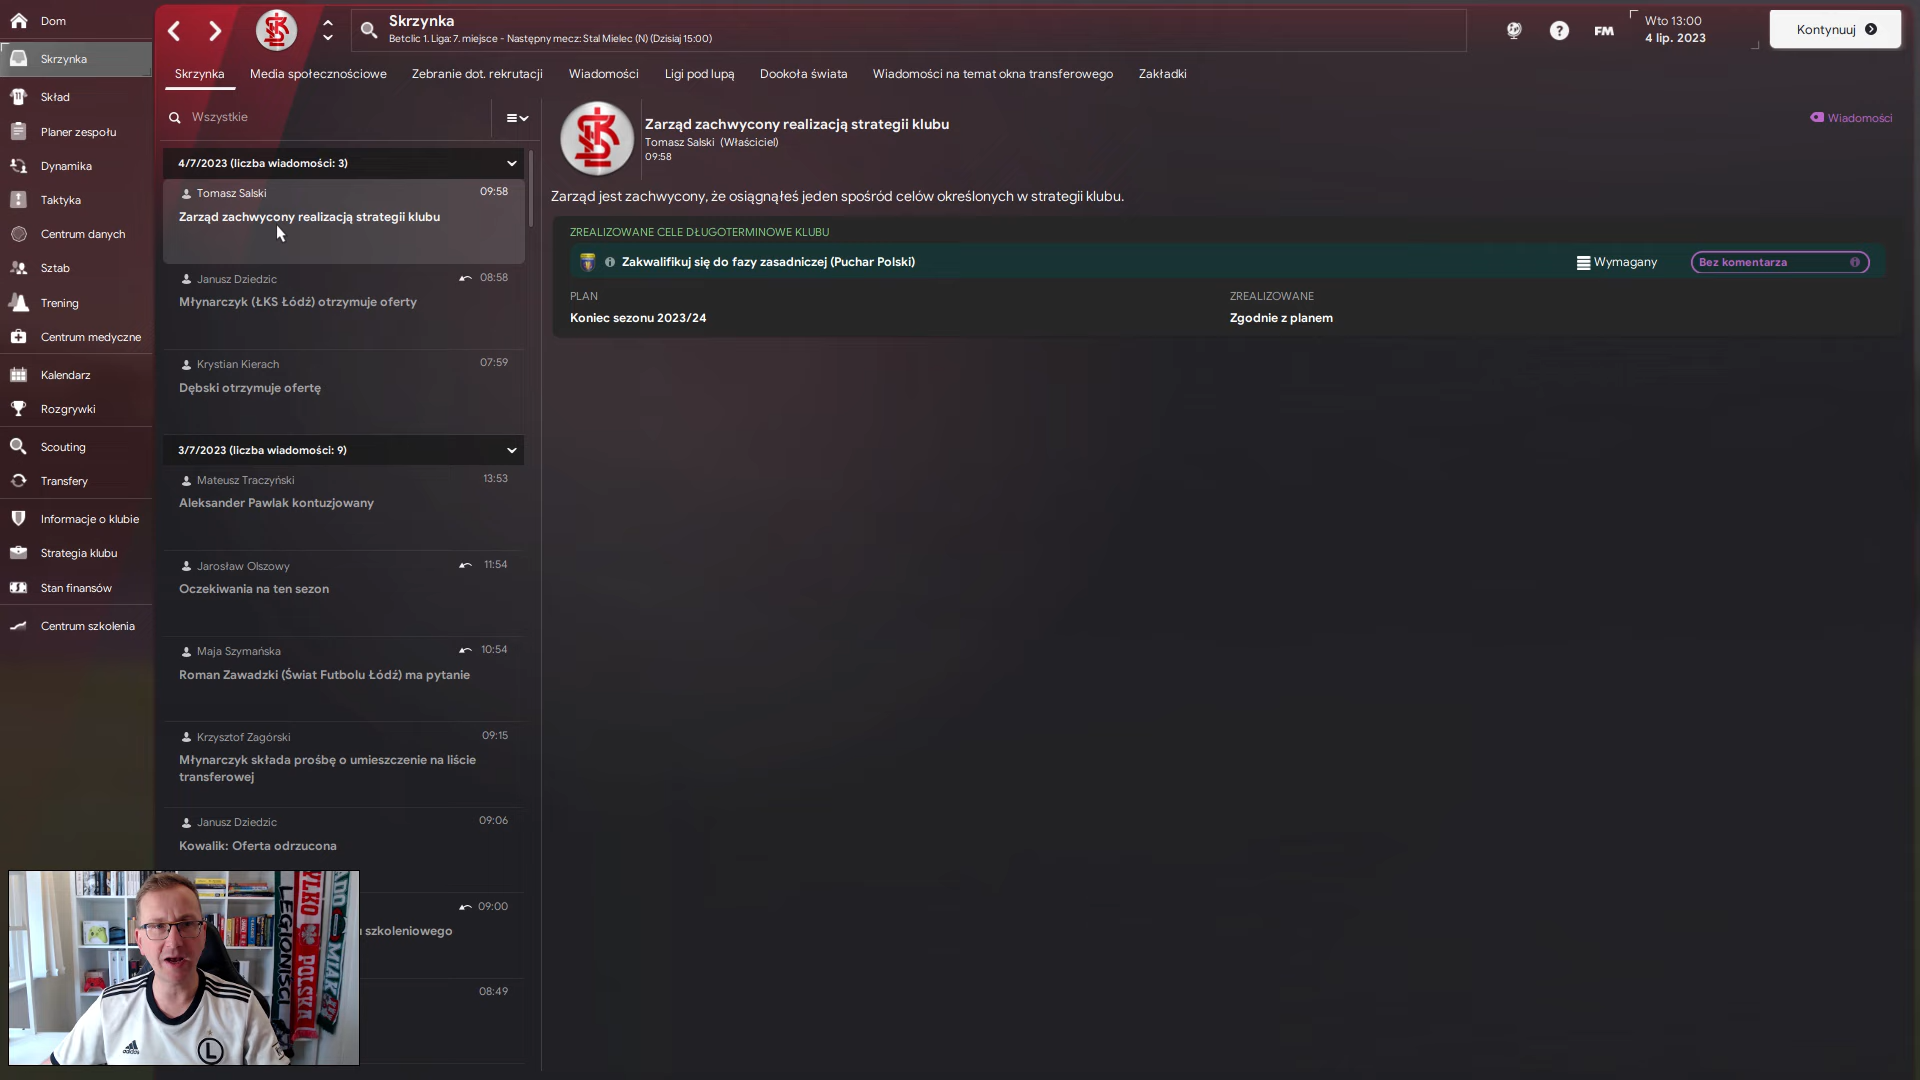 Dom
Skrzynka
Skład
Planer zespołu
Dynamika
Taktyka
Centrum danych
Sztab
Trening
Centrum medyczne
Kalendarz
Rozgrywki
Scouting
Transfery
Informacje o klubie
Strategia klubu
Stan finansów
Centrum szkolenia
Skrzynka
Betclic 1. Liga: 7. miejsce - Następny mecz: Stal Mielec (N) (Dzisiaj 15:00)
FM
Wto 13:00
4 lip. 2023
Kontynuuj
Skrzynka Media społecznościowe Zebranie dot. rekrutacji Wiadomości Ligi pod lupą Dookoła świata Wiadomości na temat okna transferowego Zakładki
Wszystkie
4/7/2023 (liczba wiadomości: 3)
Tomasz Salski 09:58
Zarząd zachwycony realizacją strategii klubu
Janusz Dziedzic 08:58
Młynarczyk (ŁKS Łódź) otrzymuje oferty
Krystian Kierach 07:59
Dębski otrzymuje ofertę
3/7/2023 (liczba wiadomości: 9)
Mateusz Traczyński 13:53
Aleksander Pawlak kontuzjowany
Jarosław Olszowy 11:54
Oczekiwania na ten sezon
Maja Szymańska 10:54
Roman Zawadzki (Świat Futbolu Łódź) ma pytanie
Krzysztof Zagórski 09:15
Młynarczyk składa prośbę o umieszczenie na liście
transferowej
Janusz Dziedzic 09:06
Kowalik: Oferta odrzucona
09:00
szkoleniowego
08:49
Zarząd zachwycony realizacją strategii klubu
Tomasz Salski (Właściciel)
09:58
Wiadomości
Zarząd jest zachwycony, że osiągnąłeś jeden spośród celów określonych w strategii klubu.
ZREALIZOWANE CELE DŁUGOTERMINOWE KLUBU
Zakwalifikuj się do fazy zasadniczej (Puchar Polski) Wymagany Bez komentarza
PLAN ZREALIZOWANE
Koniec sezonu 2023/24 Zgodnie z planem
LEGIONIŚCI
POLSKA
adidas
L